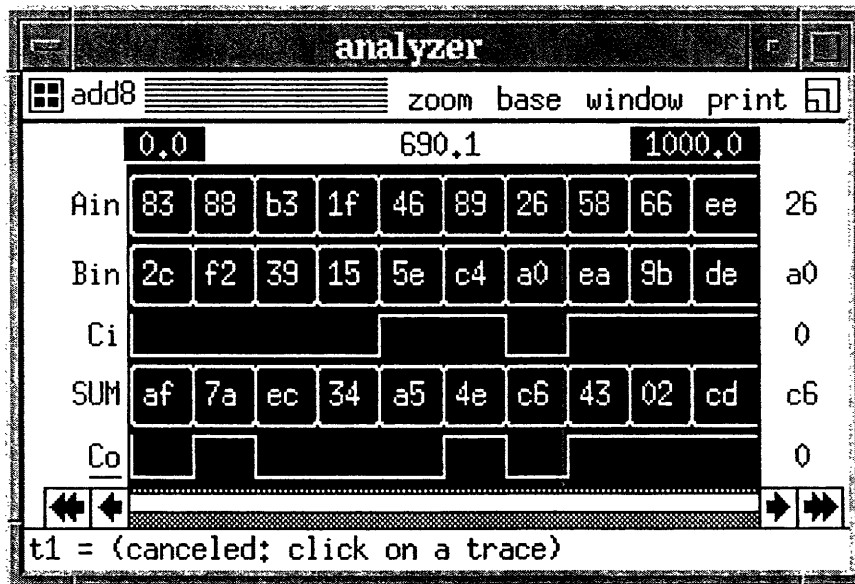 analyzer
add8 zoom base window print
0.0 690.1 1000.0
Ain 83 88 b3 1f 46 89 26 58 66 ee 26
Bin 2c f2 39 15 5e c4 a0 ea 9b de a0
Ci 0
SUM af 7a ec 34 a5 4e c6 43 02 cd c6
Co 0
t1 = (canceled: click on a trace)